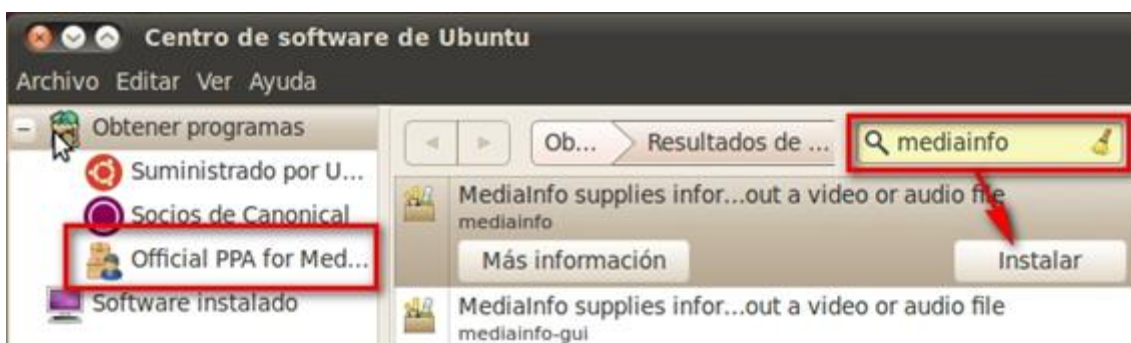 Centro de software de Ubuntu
Archivo Editar Ver Ayuda
Obtener programas
Suministrado por U...
Socios de Canonical
Official PPA for Med...
Software instalado
Ob... Resultados de ... mediainfo
MediaInfo supplies infor...out a video or audio file
mediainfo
Más información Instalar
MediaInfo supplies infor...out a video or audio file
mediainfo-gui